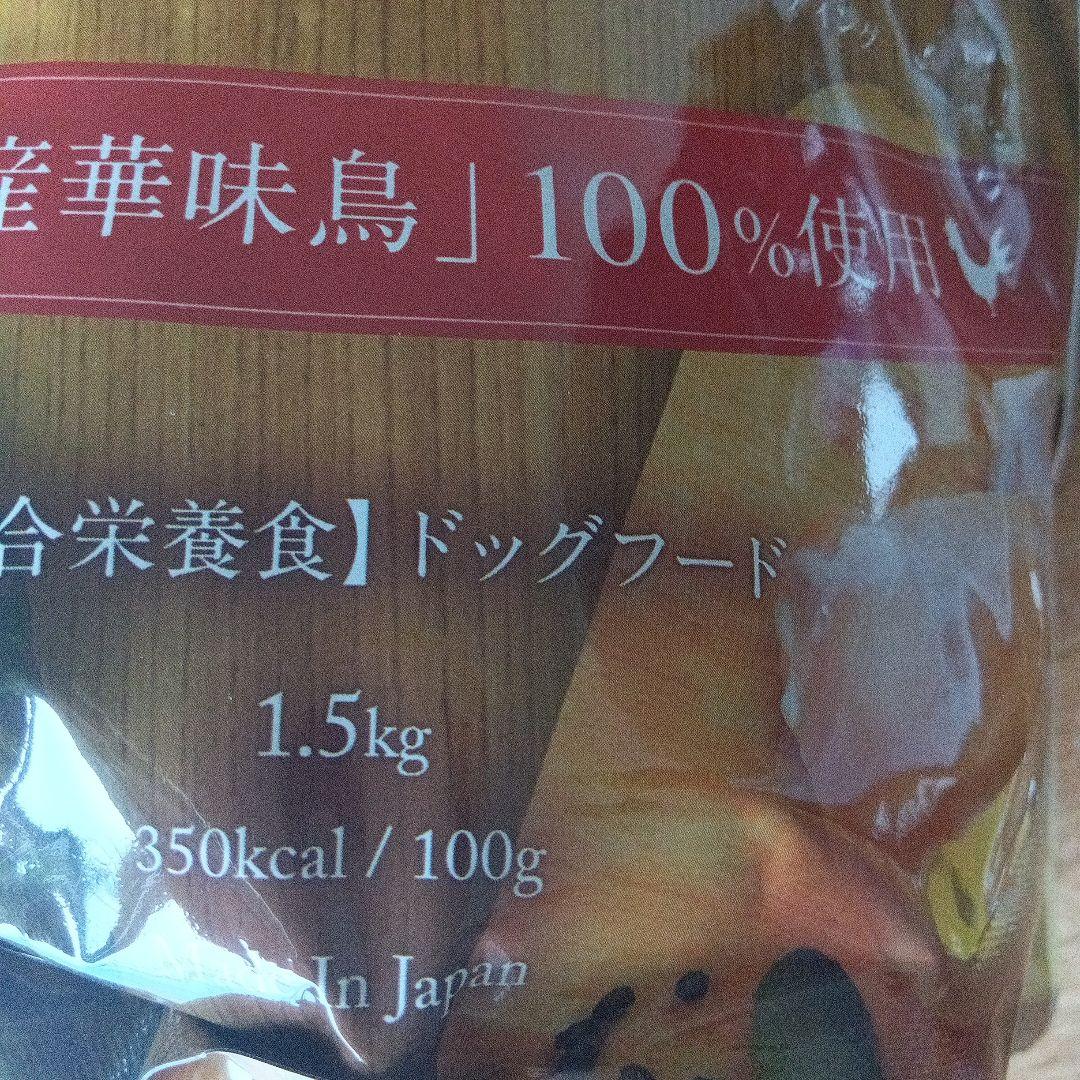 産華味鳥」100%使用
合栄養食】ドッグフード
1.5kg
350kcal / 100g
In Japan